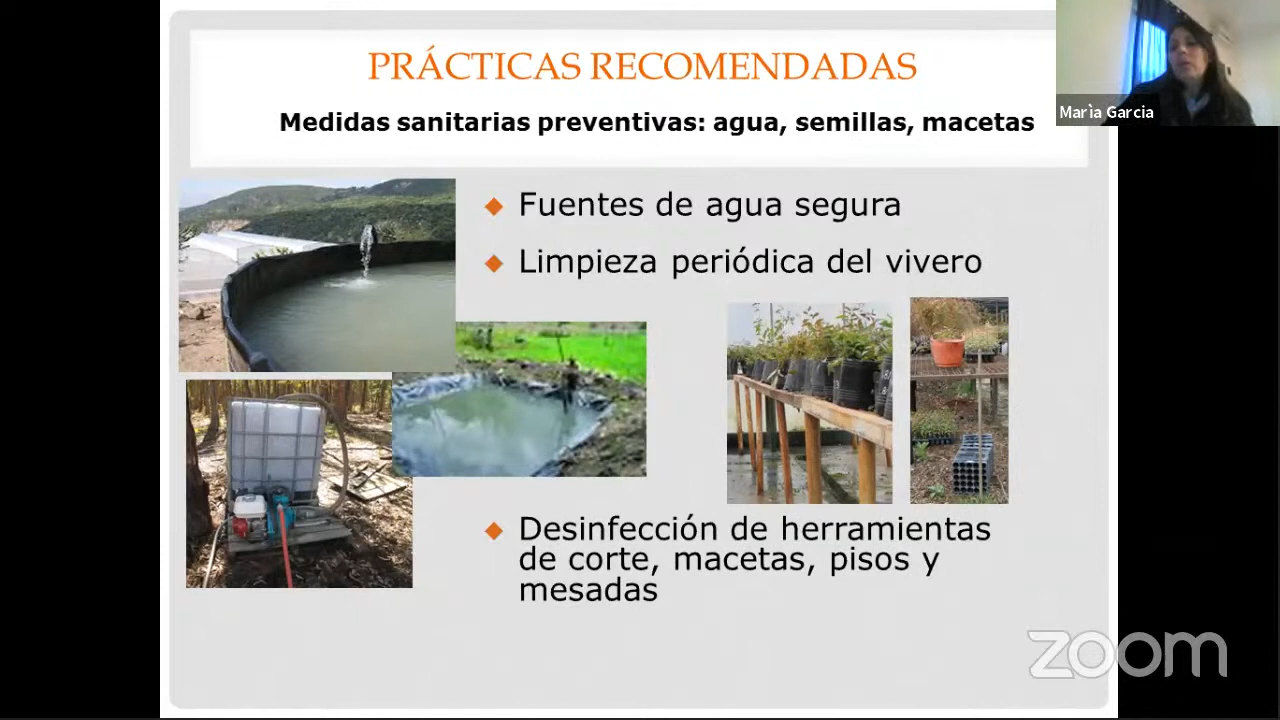 PRÁCTICAS RECOMENDADAS
Medidas sanitarias preventivas: agua, semillas, macetas
Marìa Garcia
Fuentes de agua segura
Limpieza periódica del vivero
Desinfección de herramientas
de corte, macetas, pisos y
mesadas
zoom